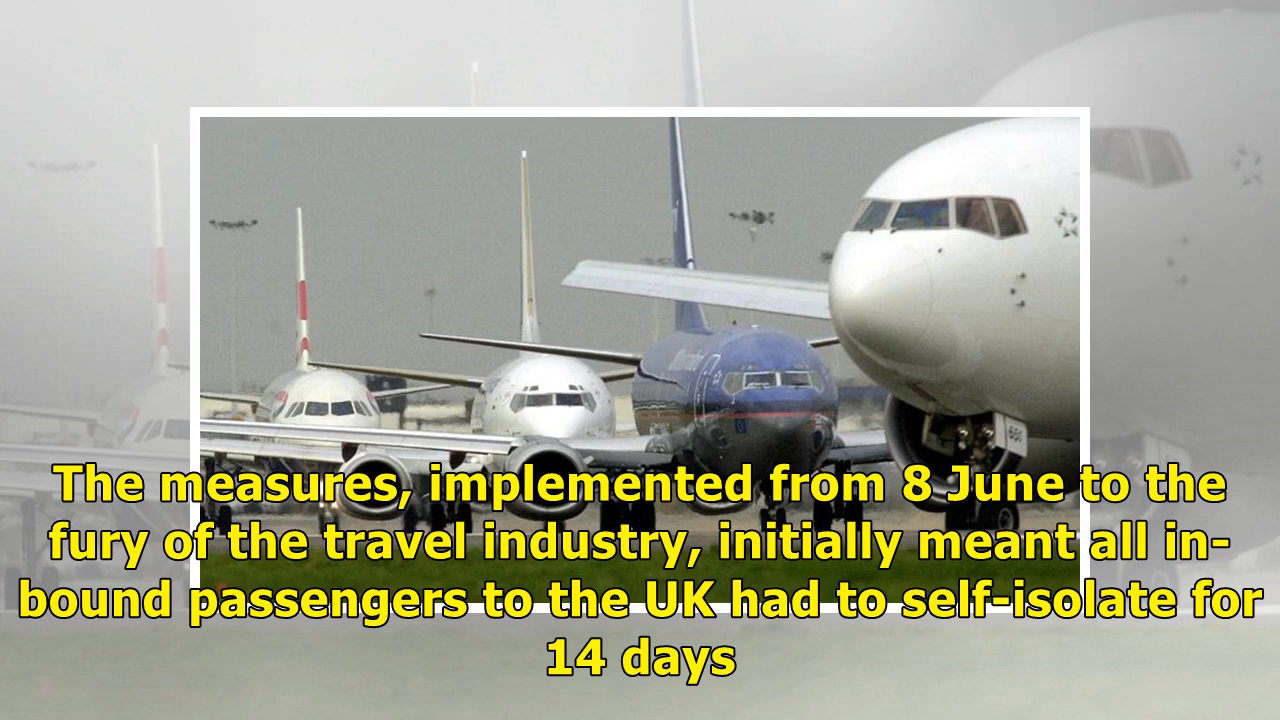 The measures, implemented from 8 June to the
fury of the travel industry, initially meant all in-
bound passengers to the UK had to self-isolate for
14 days